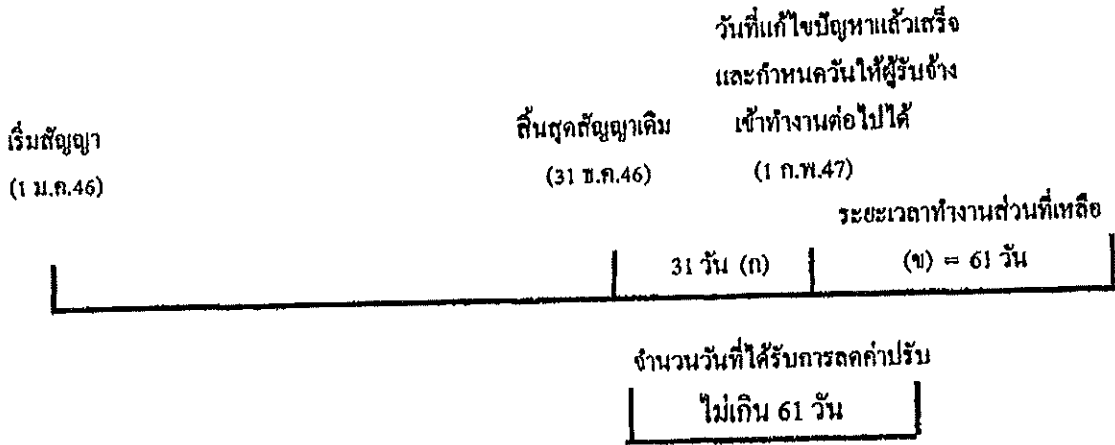 วันที่แก้ไขปัญหาแล้วเสร็จ
และกำหนดวันให้ผู้รับจ้าง
เข้าทำงานต่อไปได้
(1 ก.พ.47)
เริ่มสัญญา
(1 ม.ค.46)
สิ้นสุดสัญญาเดิม
(31 ธ.ค.46)
ระยะเวลาทำงานส่วนที่เหลือ
31 วัน (ก)
(ข) = 61 วัน
จำนวนวันที่ได้รับการลดค่าปรับ
ไม่เกิน 61 วัน